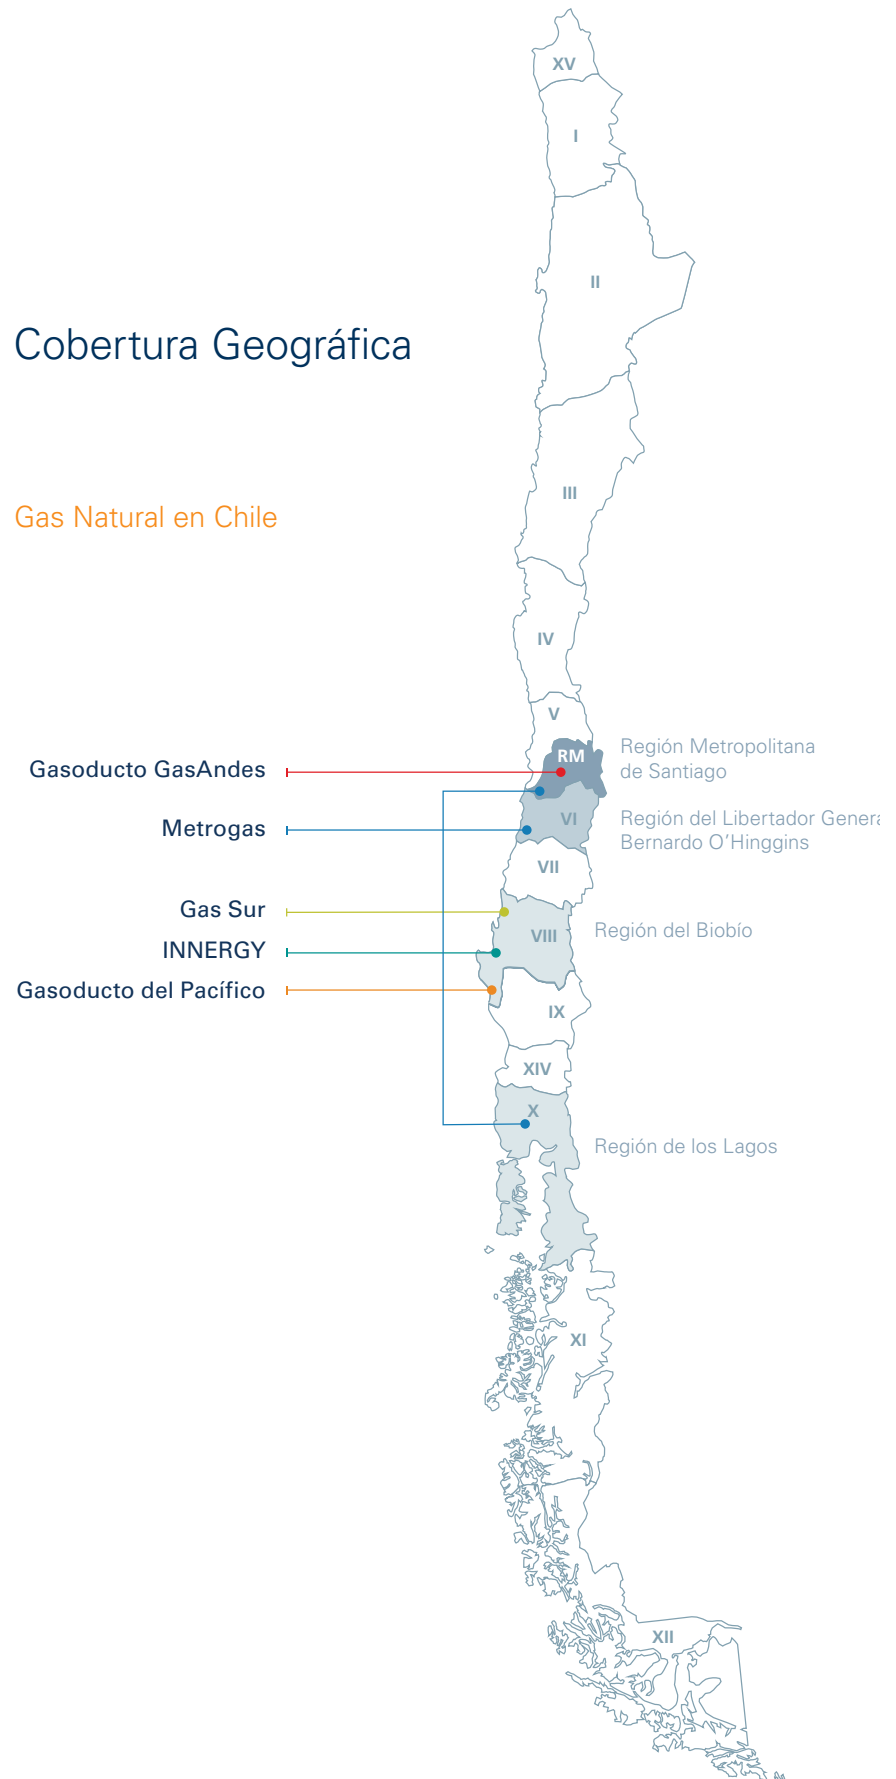 XV
I
II
Cobertura Geográfica
III
Gas Natural en Chile
IV
V
RM
Región Metropolitana
de Santiago
Gasoducto GasAndes
Metrogas
VI
Región del Libertador Genera
Bernardo O'Hinggins
VII
Gas Sur
VIII
Región del Biobío
INNERGY
Gasoducto del Pacífico
IX
XIV
X
Región de los Lagos
XI
XII